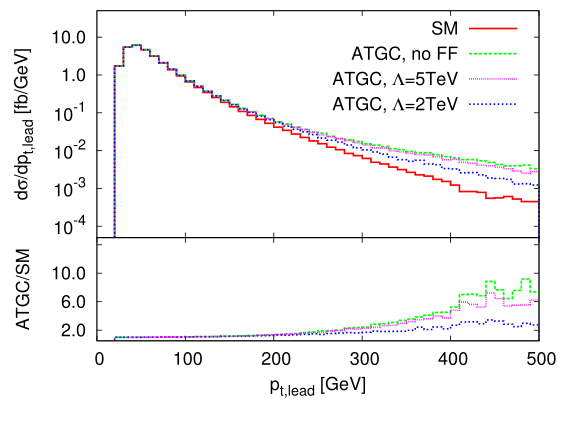 dσ/dp_{t,lead} [fb/GeV]
10.0
1.0
10^{-1}
10^{-2}
10^{-3}
10^{-4}
SM
ATGC, no FF
ATGC, Λ=5TeV
ATGC, Λ=2TeV
ATGC/SM
10.0
6.0
2.0
0 100 200 300 400 500
p_{t,lead} [GeV]